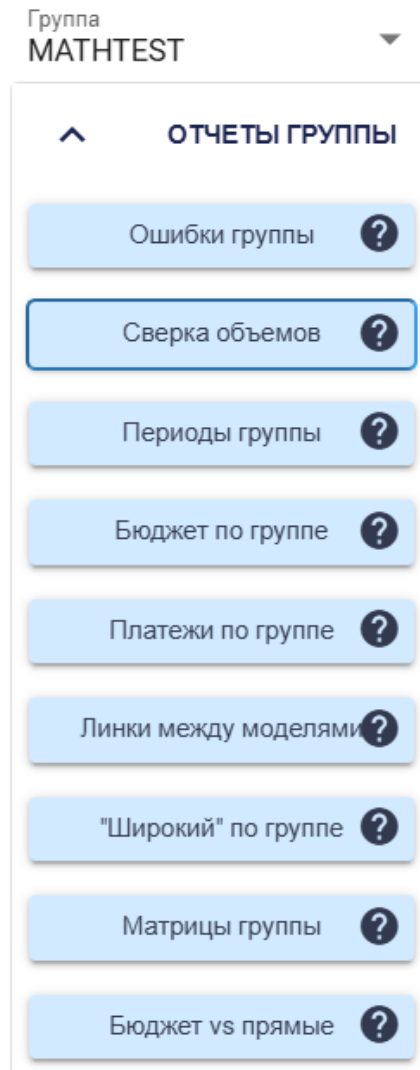 Группа
MATHTEST
ОТЧЕТЫ ГРУППЫ
Ошибки группы
Сверка объемов
Периоды группы
Бюджет по группе
Платежи по группе
Линки между моделями
"Широкий" по группе
Матрицы группы
Бюджет vs прямые